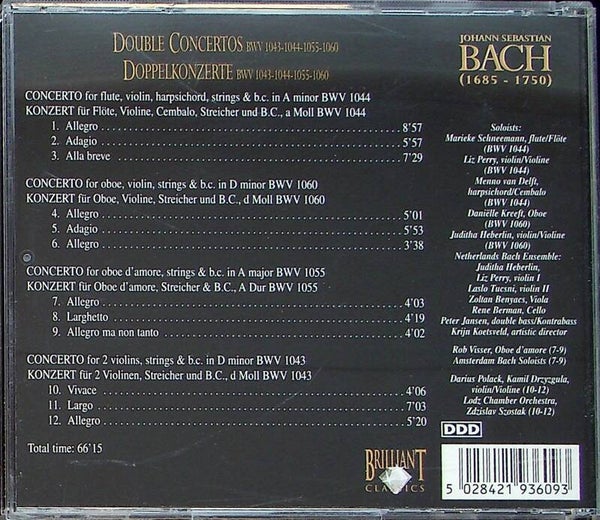 DOUBLE CONCERTOS BWV 1043-1044-1055-1060
DOPPELKONZERTE BWV 1043-1044-1055-1060
CONCERTO for flute, violin, harpsichord, strings & b.c. in A minor BWV 1044
KONZERT für Flöte, Violine, Cembalo, Streicher und B.C., a Moll BWV 1044
1. Allegro 8'57
2. Adagio 5'57
3. Alla breve 7'29
CONCERTO for oboe, violin, strings & b.c. in D minor BWV 1060
KONZERT für Oboe, Violine, Streicher und B.C., d Moll BWV 1060
4. Allegro 5'01
5. Adagio 5'53
6. Allegro 3'38
CONCERTO for oboe d'amore, strings & b.c. in A major BWV 1055
KONZERT für Oboe d'amore, Streicher & B.C., A Dur BWV 1055
7. Allegro 4'03
8. Larghetto 4'19
9. Allegro ma non tanto 4'02
CONCERTO for 2 violins, strings & b.c. in D minor BWV 1043
KONZERT für 2 Violinen, Streicher und B.C., d Moll BWV 1043
10. Vivace 4'06
11. Largo 7'03
12. Allegro 5'20
Total time: 66'15
JOHANN SEBASTIAN
BACH
(1685 - 1750)
Soloists:
Marieke Schneemann, flute/Flöte
(BWV 1044)
Liz Perry, violin/Violine
(BWV 1044)
Menno van Delft,
harpsichord/Cembalo
(BWV 1044)
Daniëlle Kreeft, Oboe
(BWV 1060)
Juditha Heberlin, violin/Violine
(BWV 1060)
Netherlands Bach Ensemble:
Juditha Heberlin,
Liz Perry, violin I
Laslo Tucsni, violin II
Zoltan Benyacs, Viola
Rene Berman, Cello
Peter Jansen, double bass/Kontrabass
Krijn Koetsveld, artistic director
Rob Visser, Oboe d'amore (7-9)
Amsterdam Bach Soloists (7-9)
Darius Polack, Kamil Drzyzgula,
violin/Violine (10-12)
Lodz Chamber Orchestra,
Zdzislav Szostak (10-12)
DDD
BRILLIANT
CLASSICS
5 028421 936093